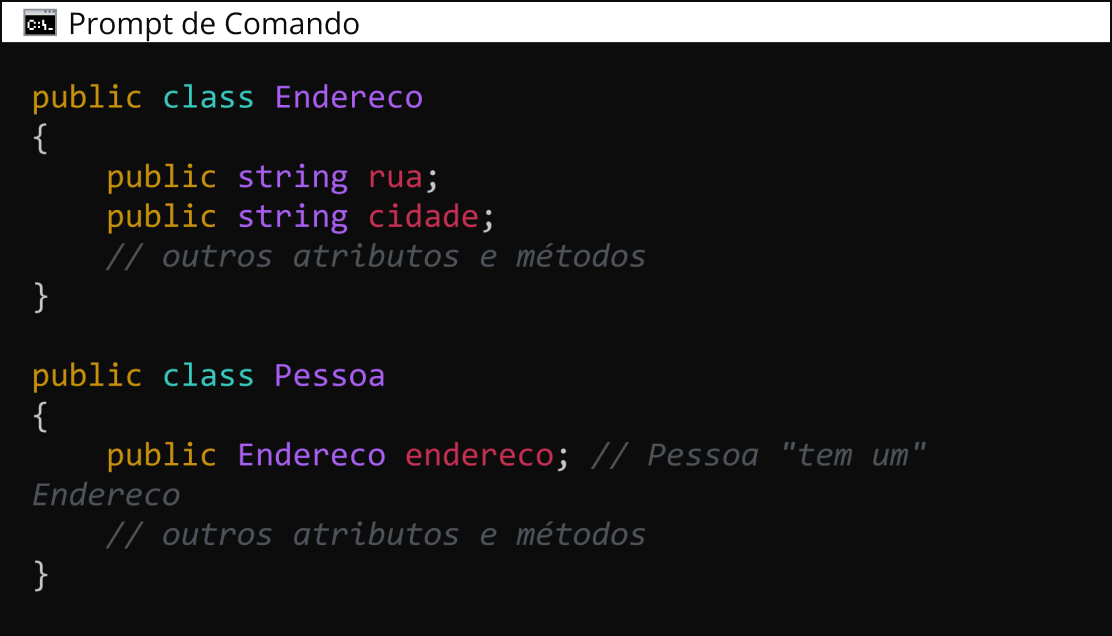 C:\._ Prompt de Comando
public class Endereco
{
    public string rua;
    public string cidade;
    // outros atributos e métodos
}

public class Pessoa
{
    public Endereco endereco; // Pessoa "tem um"
Endereco
    // outros atributos e métodos
}